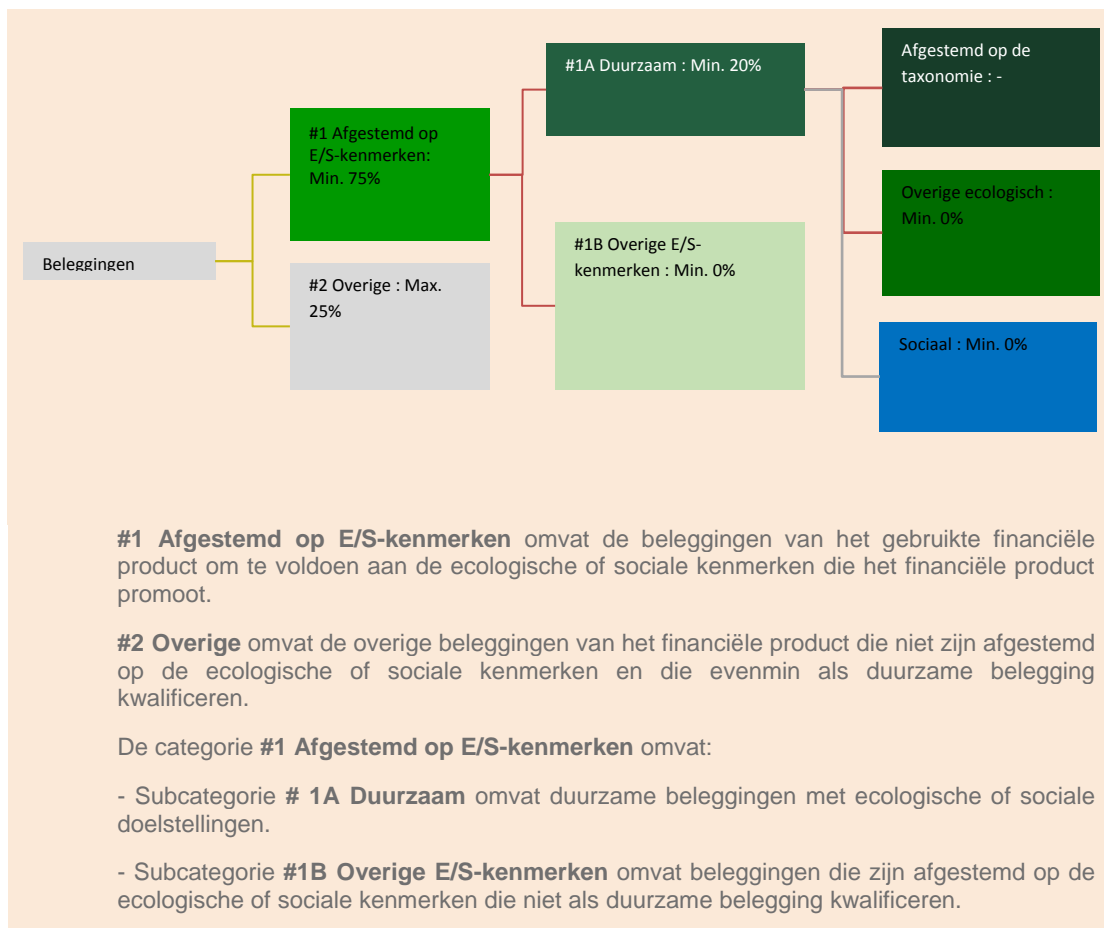 Beleggingen
#1 Afgestemd op
E/S-kenmerken:
Min. 75%
#2 Overige : Max.
25%
#1A Duurzaam : Min. 20%
#1B Overige E/S-
kenmerken : Min. 0%
Afgestemd op de
taxonomie : -
Overige ecologisch :
Min. 0%
Sociaal : Min. 0%
#1 Afgestemd op E/S-kenmerken omvat de beleggingen van het gebruikte financiële
product om te voldoen aan de ecologische of sociale kenmerken die het financiële product
promoot.
#2 Overige omvat de overige beleggingen van het financiële product die niet zijn afgestemd
op de ecologische of sociale kenmerken en die evenmin als duurzame belegging
kwalificeren.
De categorie #1 Afgestemd op E/S-kenmerken omvat:
- Subcategorie # 1A Duurzaam omvat duurzame beleggingen met ecologische of sociale
doelstellingen.
- Subcategorie #1B Overige E/S-kenmerken omvat beleggingen die zijn afgestemd op de
ecologische of sociale kenmerken die niet als duurzame belegging kwalificeren.